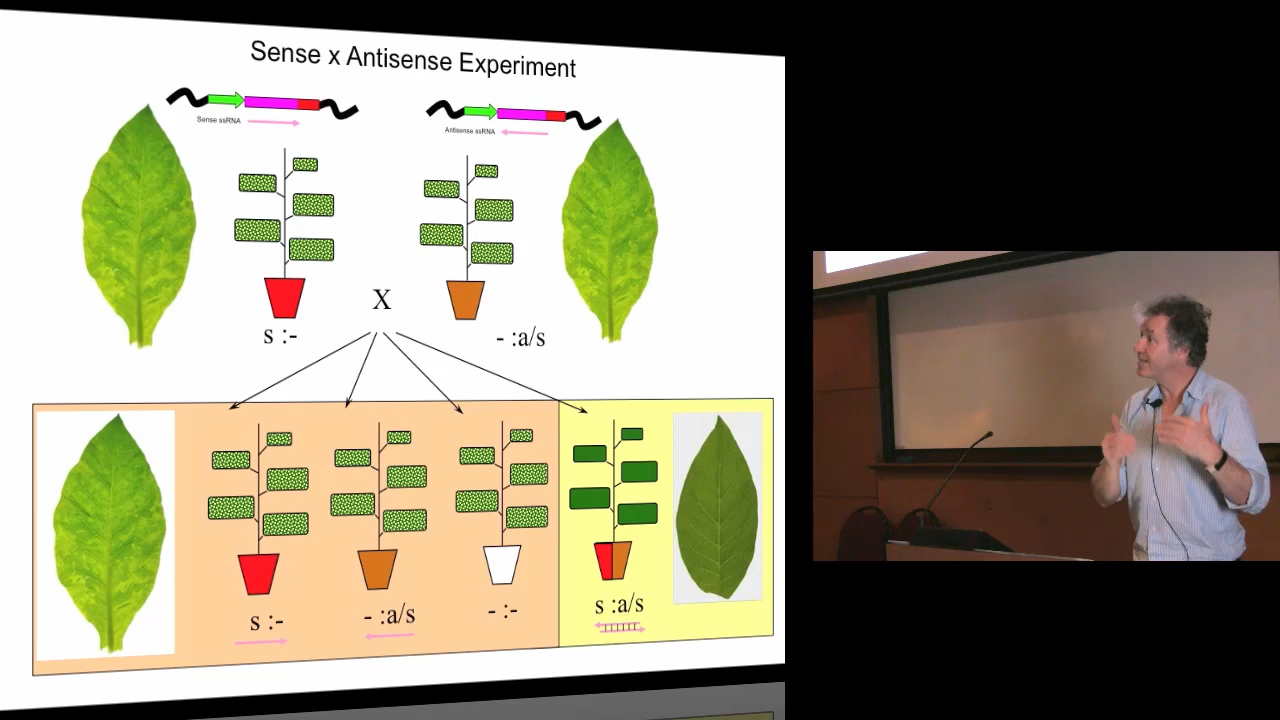 Sense x Antisense Experiment
Sense ssRNA
Antisense ssRNA
X
s :-
- :a/s
s :-
- :a/s
- :-
s :a/s